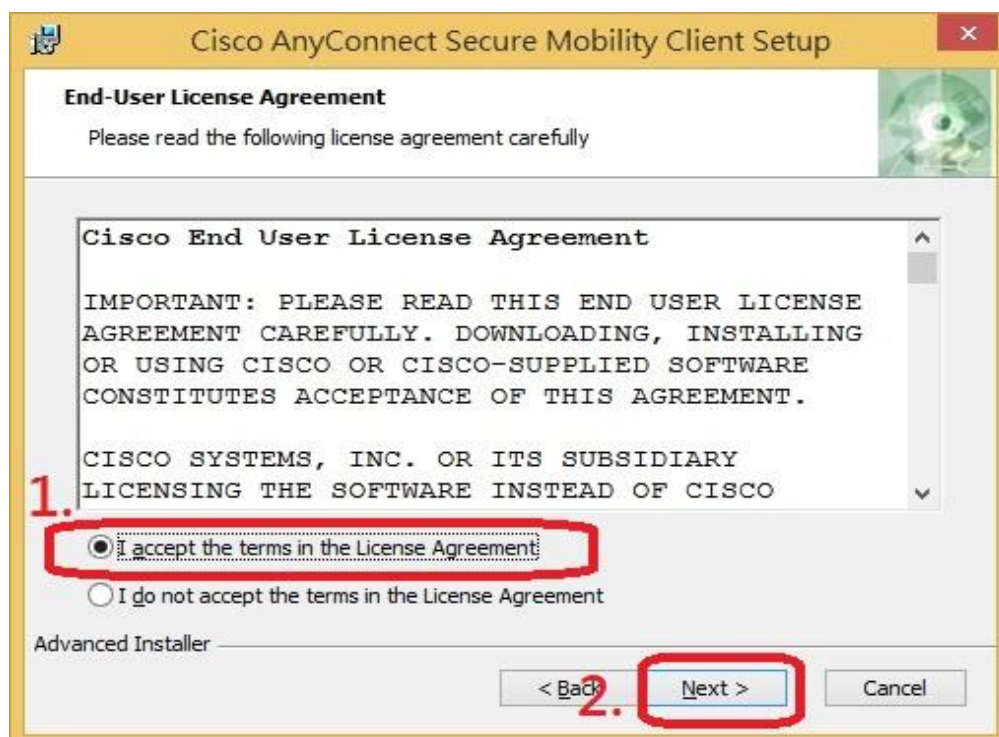 Cisco AnyConnect Secure Mobility Client Setup
End-User License Agreement
Please read the following license agreement carefully
Cisco End User License Agreement
IMPORTANT: PLEASE READ THIS END USER LICENSE
AGREEMENT CAREFULLY. DOWNLOADING, INSTALLING
OR USING CISCO OR CISCO-SUPPLIED SOFTWARE
CONSTITUTES ACCEPTANCE OF THIS AGREEMENT.
CISCO SYSTEMS, INC. OR ITS SUBSIDIARY
LICENSING THE SOFTWARE INSTEAD OF CISCO
1.
I accept the terms in the License Agreement
I do not accept the terms in the License Agreement
Advanced Installer
< Back 2. Next > Cancel